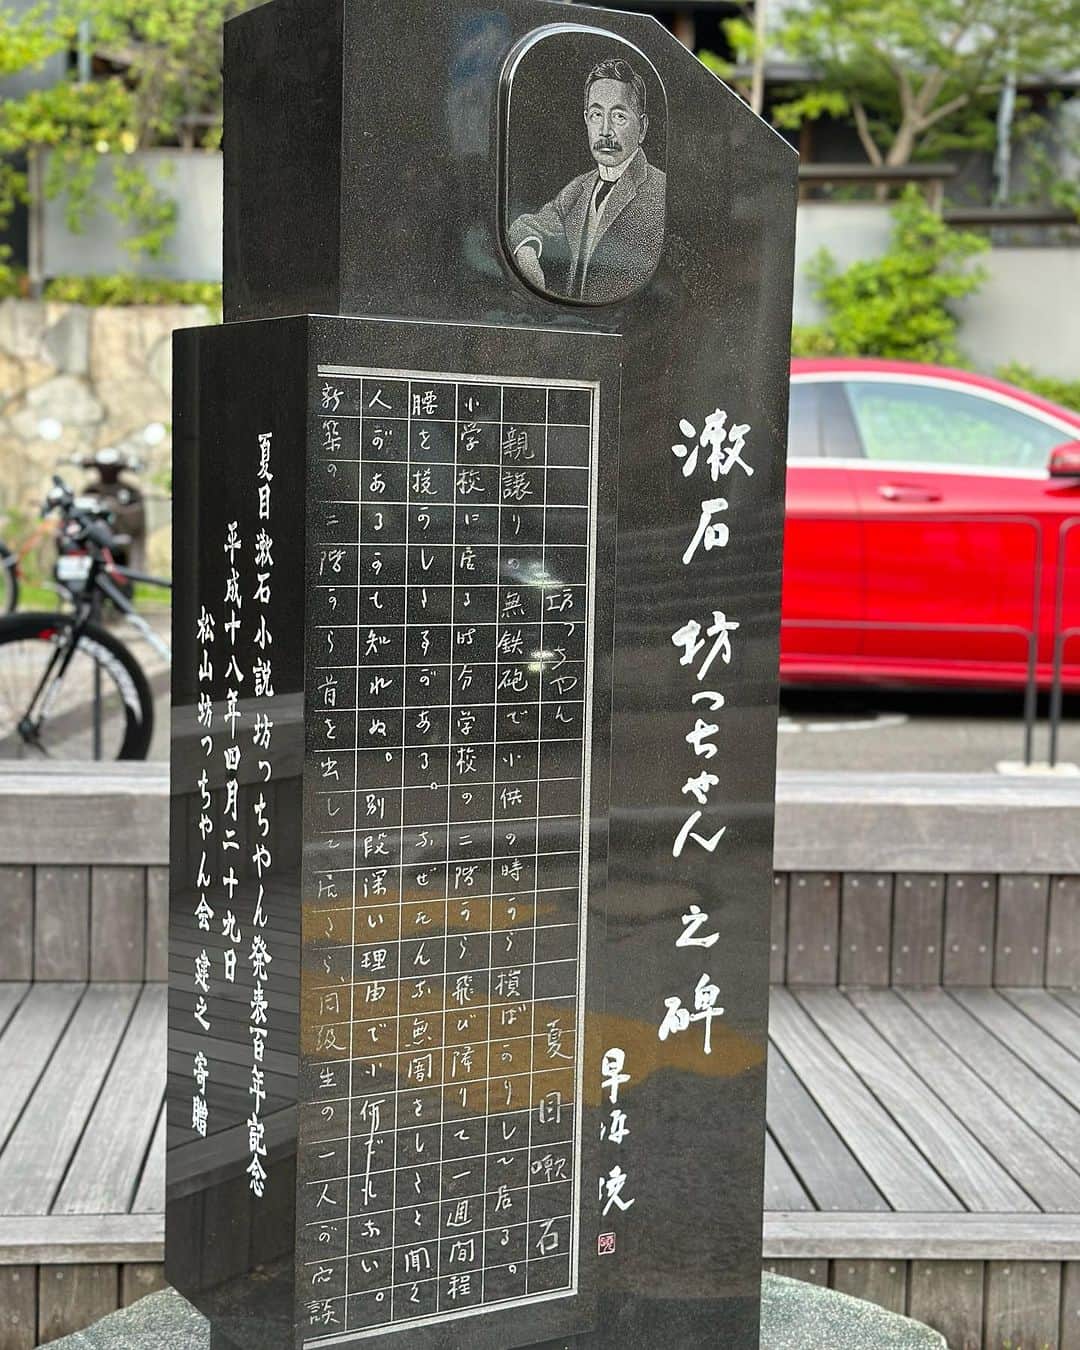 漱石 坊っちゃん 之碑
早坂 暁
坊っちゃん 夏目嗽石
親譲りの無鉄砲で小供の時から損ばかりして居る。
小学校に居る時分学校の二階から飛び降りて一週間程
腰を抜かした事がある。なぜそんな無闇をしたと聞く
人があるかも知れぬ。別段深い理由でも何でもない。
新築の二階から首を出して居たら、同級生の一人が冗談
夏目漱石小説坊っちゃん発表百年記念
平成十八年四月二十九日
松山坊っちゃん会 建之 寄贈